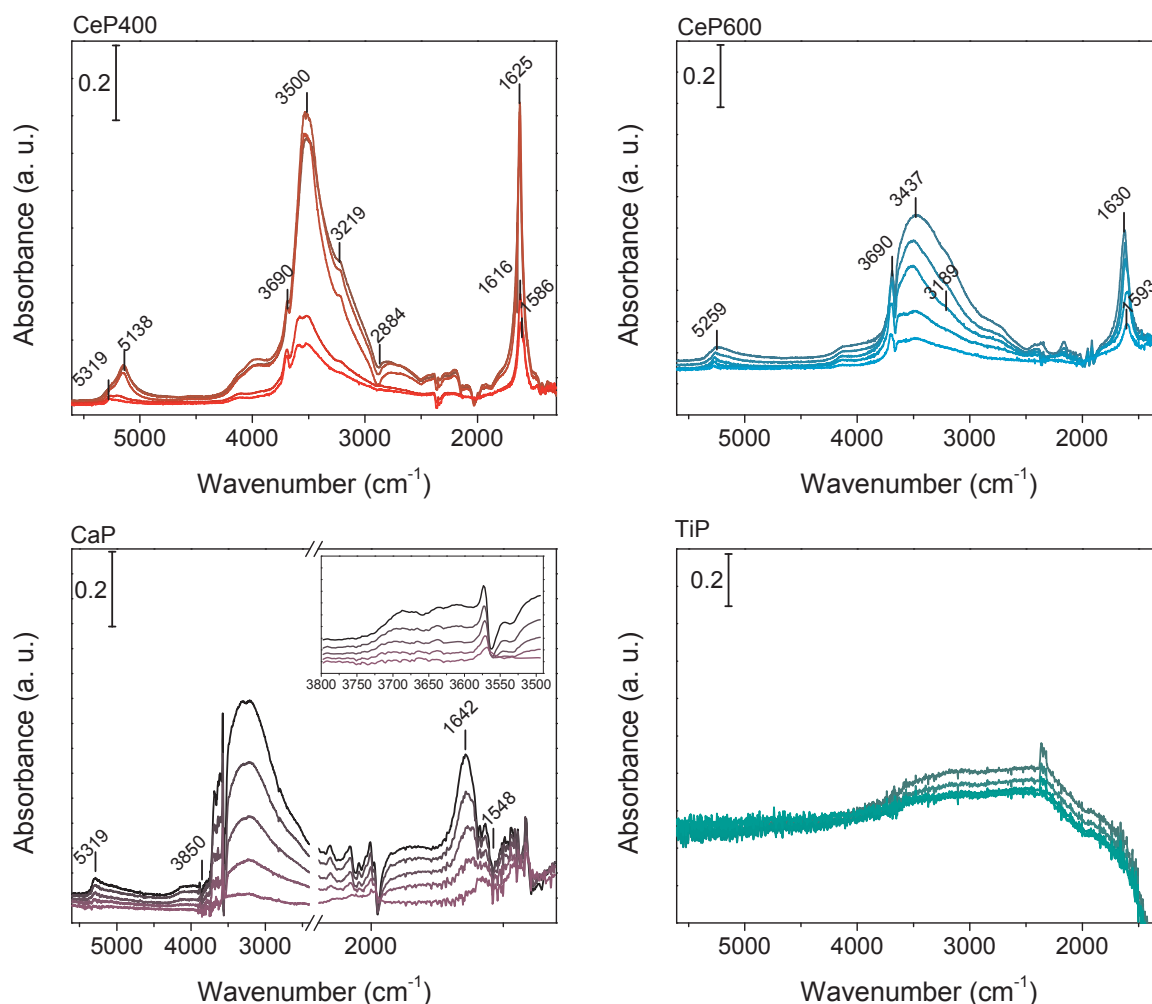 CeP400
0.2
3500
1625
3219
3690
1616
1586
2884
5138
5319
Absorbance (a. u.)
5000 4000 3000 2000
Wavenumber (cm⁻¹)
CeP600
0.2
3437
1630
3690
3189
1593
5259
Absorbance (a. u.)
5000 4000 3000 2000
Wavenumber (cm⁻¹)
CaP
0.2
3800 3750 3700 3650 3600 3550 3500
1642
1548
5319
3850
Absorbance (a. u.)
5000 4000 3000 2000
Wavenumber (cm⁻¹)
TiP
0.2
Absorbance (a. u.)
5000 4000 3000 2000
Wavenumber (cm⁻¹)